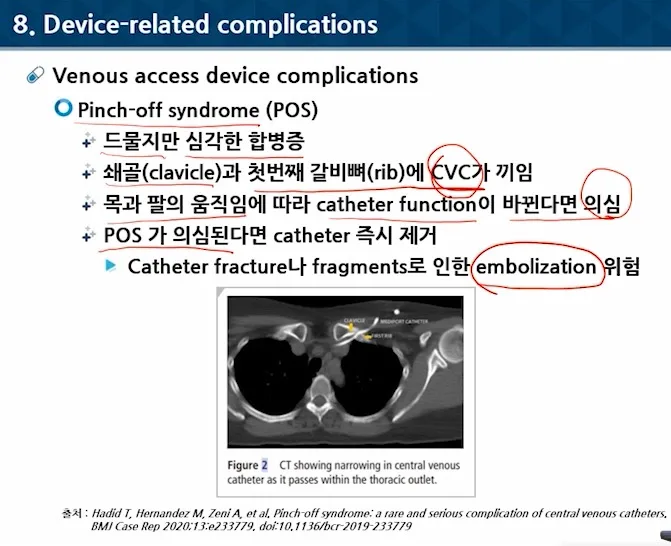 8. Device-related complications
Venous access device complications
Pinch-off syndrome (POS)
드물지만 심각한 합병증
쇄골(clavicle)과 첫번째 갈비뼈(rib)에 CVC가 끼임
목과 팔의 움직임에 따라 catheter function이 바뀐다면 의심
POS 가 의심된다면 catheter 즉시 제거
Catheter fracture나 fragments로 인한 embolization 위험
CLAVICLE
MEDIPORT CATHETER
FIRST RIB
Figure 2 CT showing narrowing in central venous
catheter as it passes within the thoracic outlet.
출처 : Hadid T, Hernandez M, Zeni A, et al. Pinch-off syndrome: a rare and serious complication of central venous catheters.
BMJ Case Rep 2020;13:e233779. doi:10.1136/bcr-2019-233779